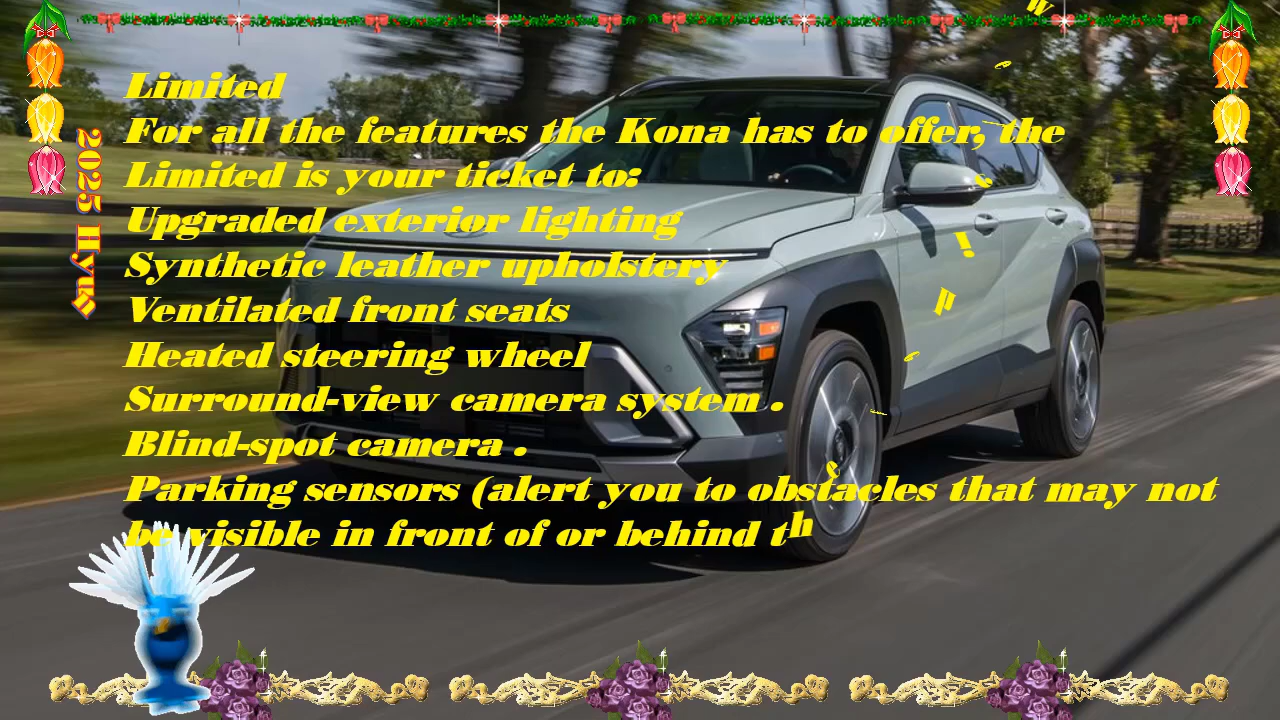 Limited
For all the features the Kona has to offer, the
Limited is your ticket to:
Upgraded exterior lighting
Synthetic leather upholstery
Ventilated front seats
Heated steering wheel
Surround-view camera system .
Blind-spot camera .
Parking sensors (alert you to obstacles that may not
be visible in front of or behind th
2025 Hyu